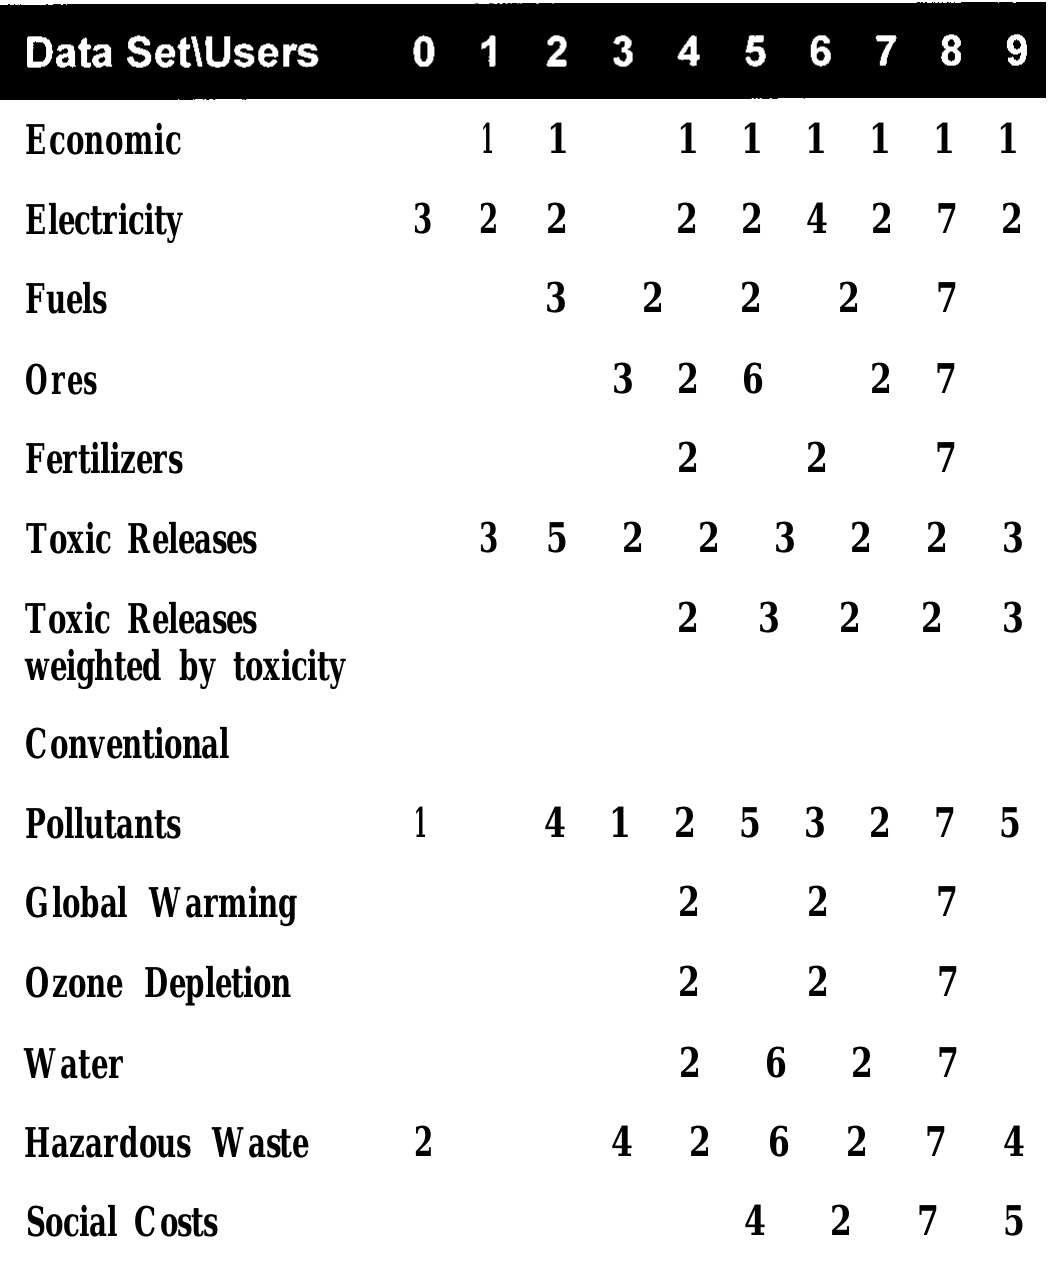 Data Set\Users 0 1 2 3 4 5 6 7 8 9
Economic 1 1 1 1 1 1 1 1
Electricity 3 2 2 2 2 4 2 7 2
Fuels 3 2 2 2 7
Ores 3 2 6 2 7
Fertilizers 2 2 7
Toxic Releases 3 5 2 2 3 2 2 3
Toxic Releases 2 3 2 2 3
weighted by toxicity
Conventional
Pollutants 1 4 1 2 5 3 2 7 5
Global Warming 2 2 7
Ozone Depletion 2 2 7
Water 2 6 2 7
Hazardous Waste 2 4 2 6 2 7 4
Social Costs 4 2 7 5